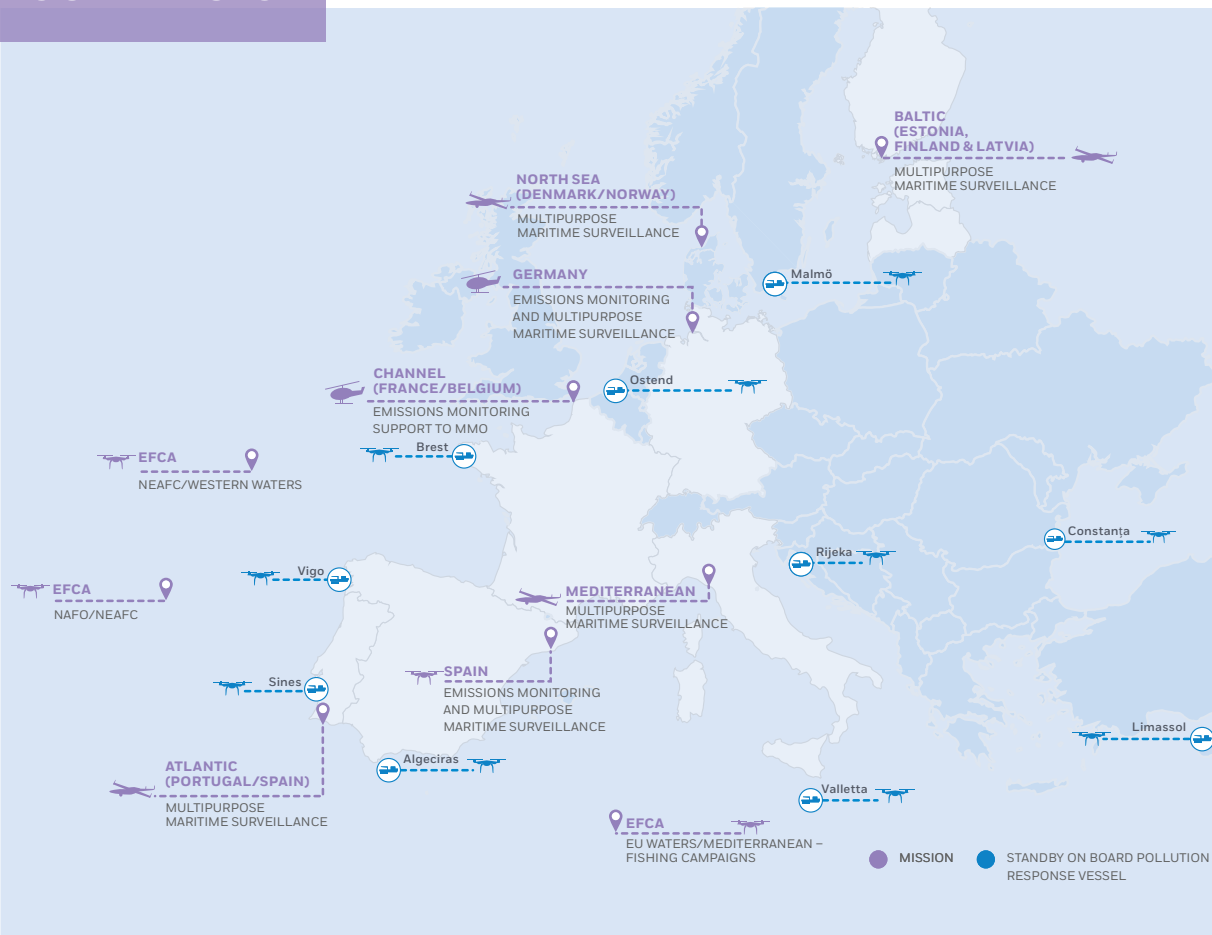 BALTIC
(ESTONIA,
FINLAND & LATVIA)
MULTIPURPOSE
MARITIME SURVEILLANCE
NORTH SEA
(DENMARK/NORWAY)
MULTIPURPOSE
MARITIME SURVEILLANCE
GERMANY
EMISSIONS MONITORING
AND MULTIPURPOSE
MARITIME SURVEILLANCE
Malmö
CHANNEL
(FRANCE/BELGIUM)
EMISSIONS MONITORING
SUPPORT TO MMO
Ostend
Brest
EFCA
NEAFC/WESTERN WATERS
Constanța
Rijeka
Vigo
EFCA
NAFO/NEAFC
MEDITERRANEAN
MULTIPURPOSE
MARITIME SURVEILLANCE
SPAIN
EMISSIONS MONITORING
AND MULTIPURPOSE
MARITIME SURVEILLANCE
Sines
Limassol
Algeciras
ATLANTIC
(PORTUGAL/SPAIN)
MULTIPURPOSE
MARITIME SURVEILLANCE
Valletta
EFCA
EU WATERS/MEDITERRANEAN –
FISHING CAMPAIGNS
MISSION
STANDBY ON BOARD POLLUTION
RESPONSE VESSEL